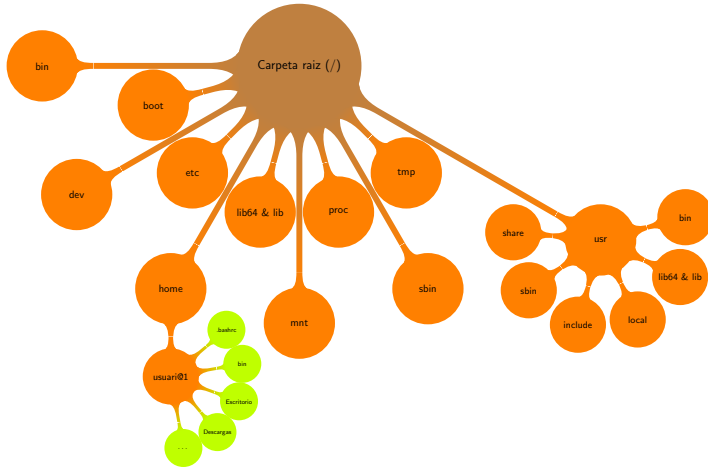 Carpeta raiz (/)
bin
boot
dev
etc
lib64 & lib
proc
tmp
home
mnt
sbin
usr
share
sbin
include
local
lib64 & lib
bin
usuari@1
.bashrc
bin
Escritorio
Descargas
...